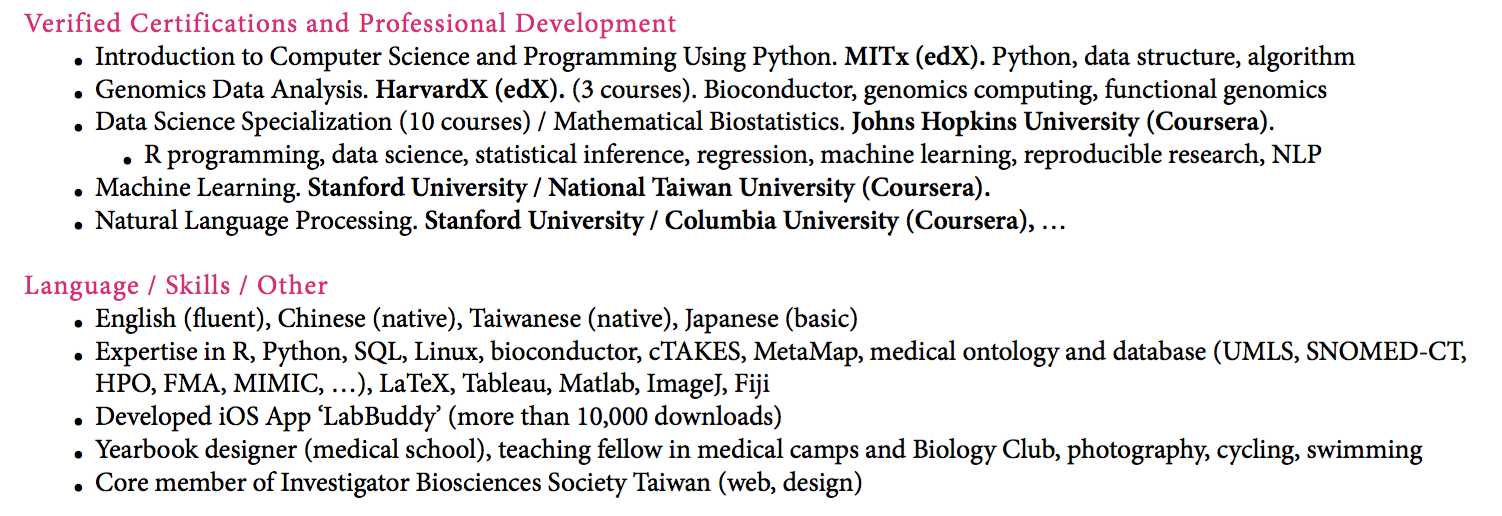 Verified Certifications and Professional Development
• Introduction to Computer Science and Programming Using Python. MITx (edX). Python, data structure, algorithm
• Genomics Data Analysis. HarvardX (edX). (3 courses). Bioconductor, genomics computing, functional genomics
• Data Science Specialization (10 courses) / Mathematical Biostatistics. Johns Hopkins University (Coursera).
• R programming, data science, statistical inference, regression, machine learning, reproducible research, NLP
• Machine Learning. Stanford University / National Taiwan University (Coursera).
• Natural Language Processing. Stanford University / Columbia University (Coursera), …
Language / Skills / Other
• English (fluent), Chinese (native), Taiwanese (native), Japanese (basic)
• Expertise in R, Python, SQL, Linux, bioconductor, cTAKES, MetaMap, medical ontology and database (UMLS, SNOMED-CT,
HPO, FMA, MIMIC, …), LaTeX, Tableau, Matlab, ImageJ, Fiji
• Developed iOS App ‘LabBuddy’ (more than 10,000 downloads)
• Yearbook designer (medical school), teaching fellow in medical camps and Biology Club, photography, cycling, swimming
• Core member of Investigator Biosciences Society Taiwan (web, design)